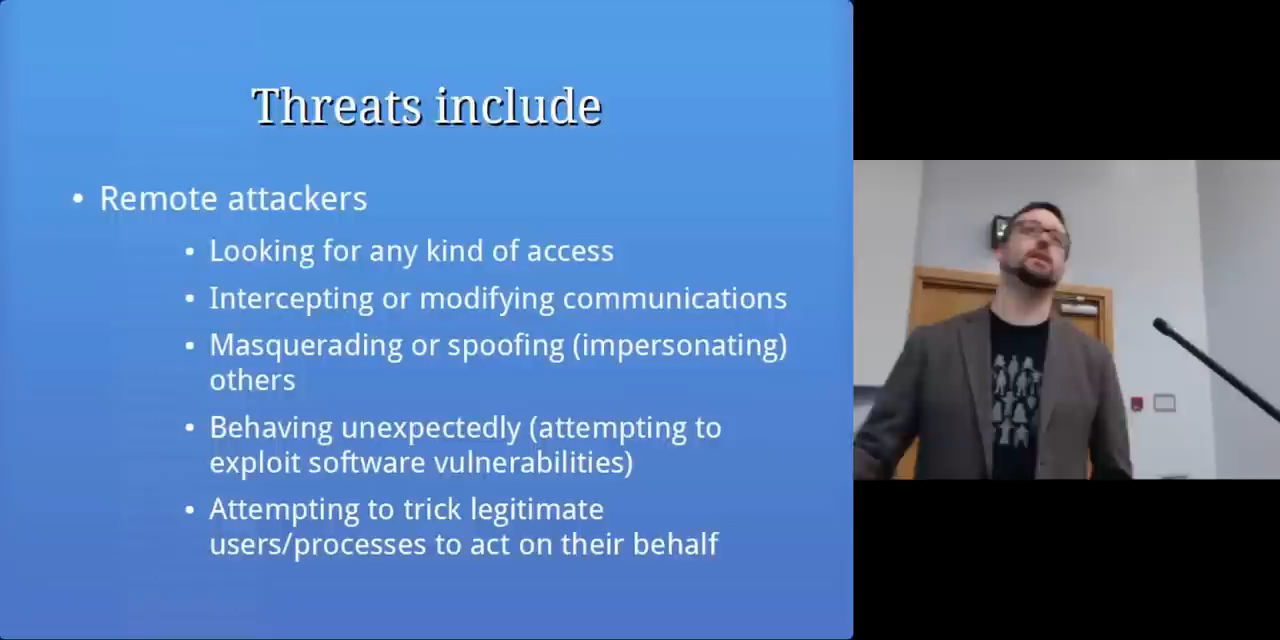 Threats include
• Remote attackers
• Looking for any kind of access
• Intercepting or modifying communications
• Masquerading or spoofing (impersonating)
others
• Behaving unexpectedly (attempting to
exploit software vulnerabilities)
• Attempting to trick legitimate
users/processes to act on their behalf